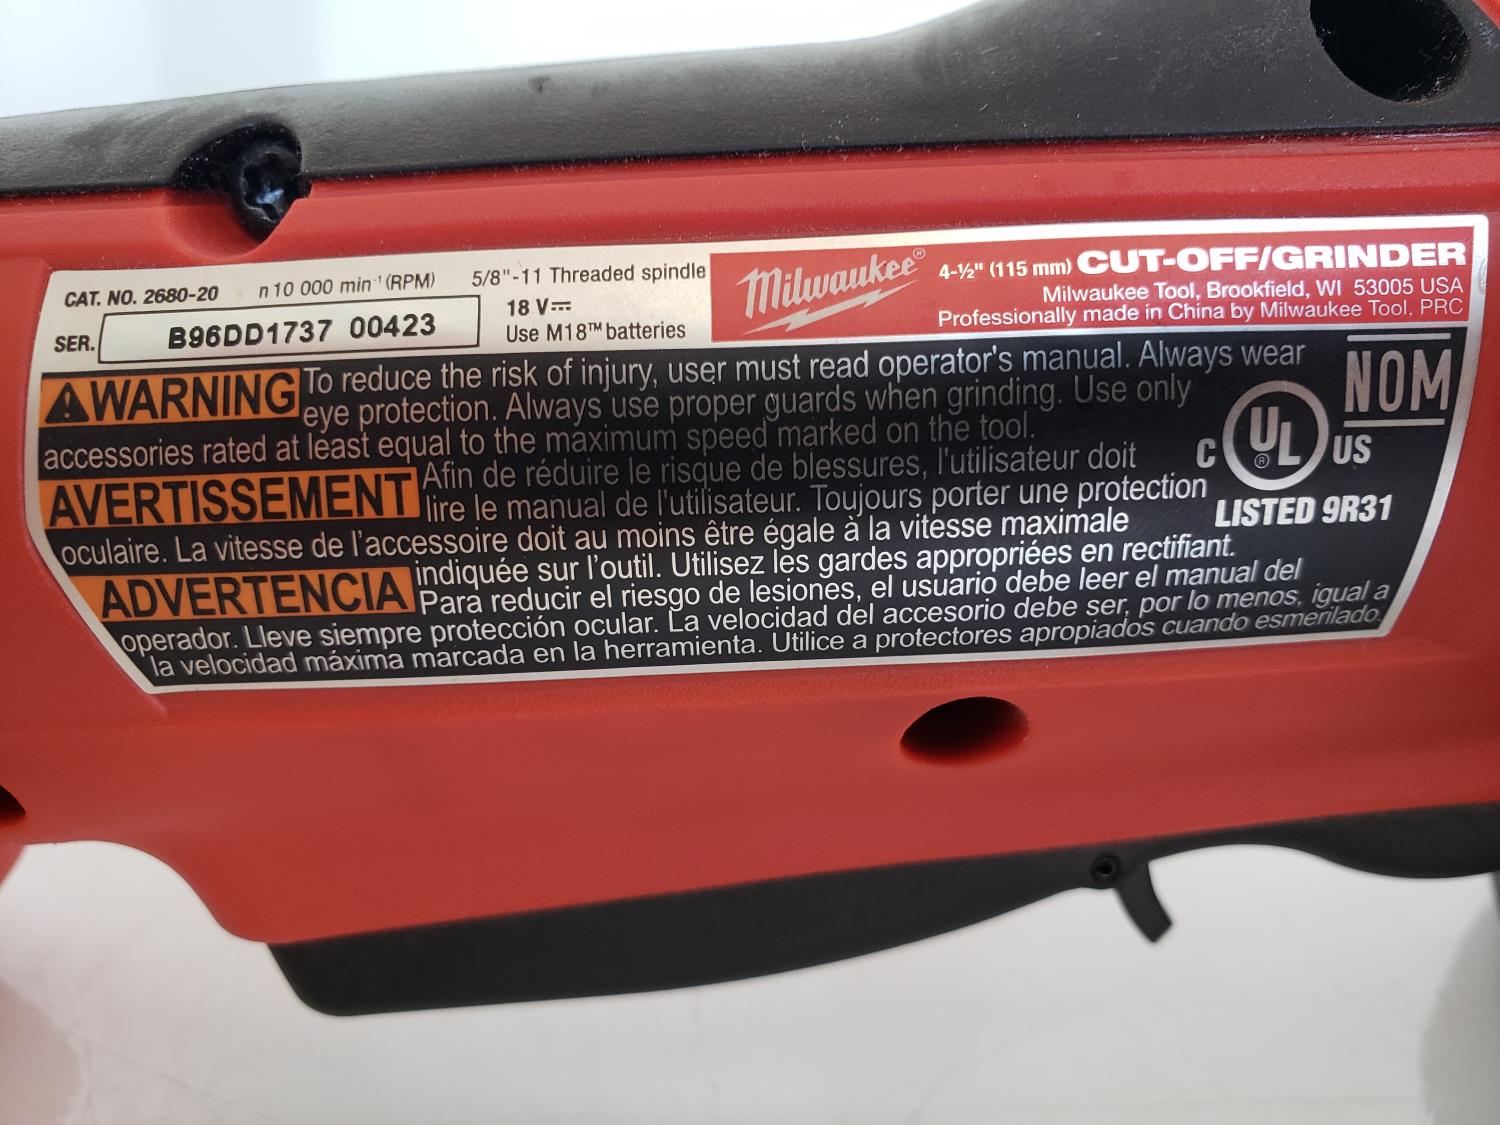 CAT. NO. 2680-20 n 10 000 min⁻¹ (RPM) 5/8"-11 Threaded spindle
SER. B96DD1737 00423
18 V⎓
Use M18™ batteries
Milwaukee®
4-½" (115 mm) CUT-OFF/GRINDER
Milwaukee Tool, Brookfield, WI 53005 USA
Professionally made in China by Milwaukee Tool, PRC
⚠WARNING To reduce the risk of injury, user must read operator's manual. Always wear
eye protection. Always use proper guards when grinding. Use only
accessories rated at least equal to the maximum speed marked on the tool.
AVERTISSEMENT Afin de réduire le risque de blessures, l'utilisateur doit
lire le manual de l'utilisateur. Toujours porter une protection
oculaire. La vitesse de l'accessoire doit au moins être égale à la vitesse maximale
indiquée sur l'outil. Utilisez les gardes appropriées en rectifiant.
ADVERTENCIA Para reducir el riesgo de lesiones, el usuario debe leer el manual del
operador. Lleve siempre protección ocular. La velocidad del accesorio debe ser, por lo menos, igual a
la velocidad máxima marcada en la herramienta. Utilice a protectores apropiados cuando esmerilado.
NOM
C UL® US
LISTED 9R31